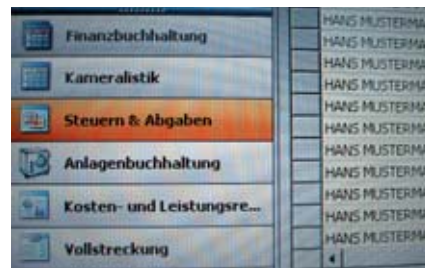 Finanzbuchhaltung
Kameralistik
Steuern & Abgaben
Anlagenbuchhaltung
Kosten- und Leistungsre...
Vollstreckung
HANS MUSTERMA
HANS MUSTERMA
HANS MUSTERMA
HANS MUSTERMA
HANS MUSTERMA
HANS MUSTERMA
HANS MUSTERMA
HANS MUSTERMA
HANS MUSTERMA
HANS MUSTERMA
HANS MUSTERMA